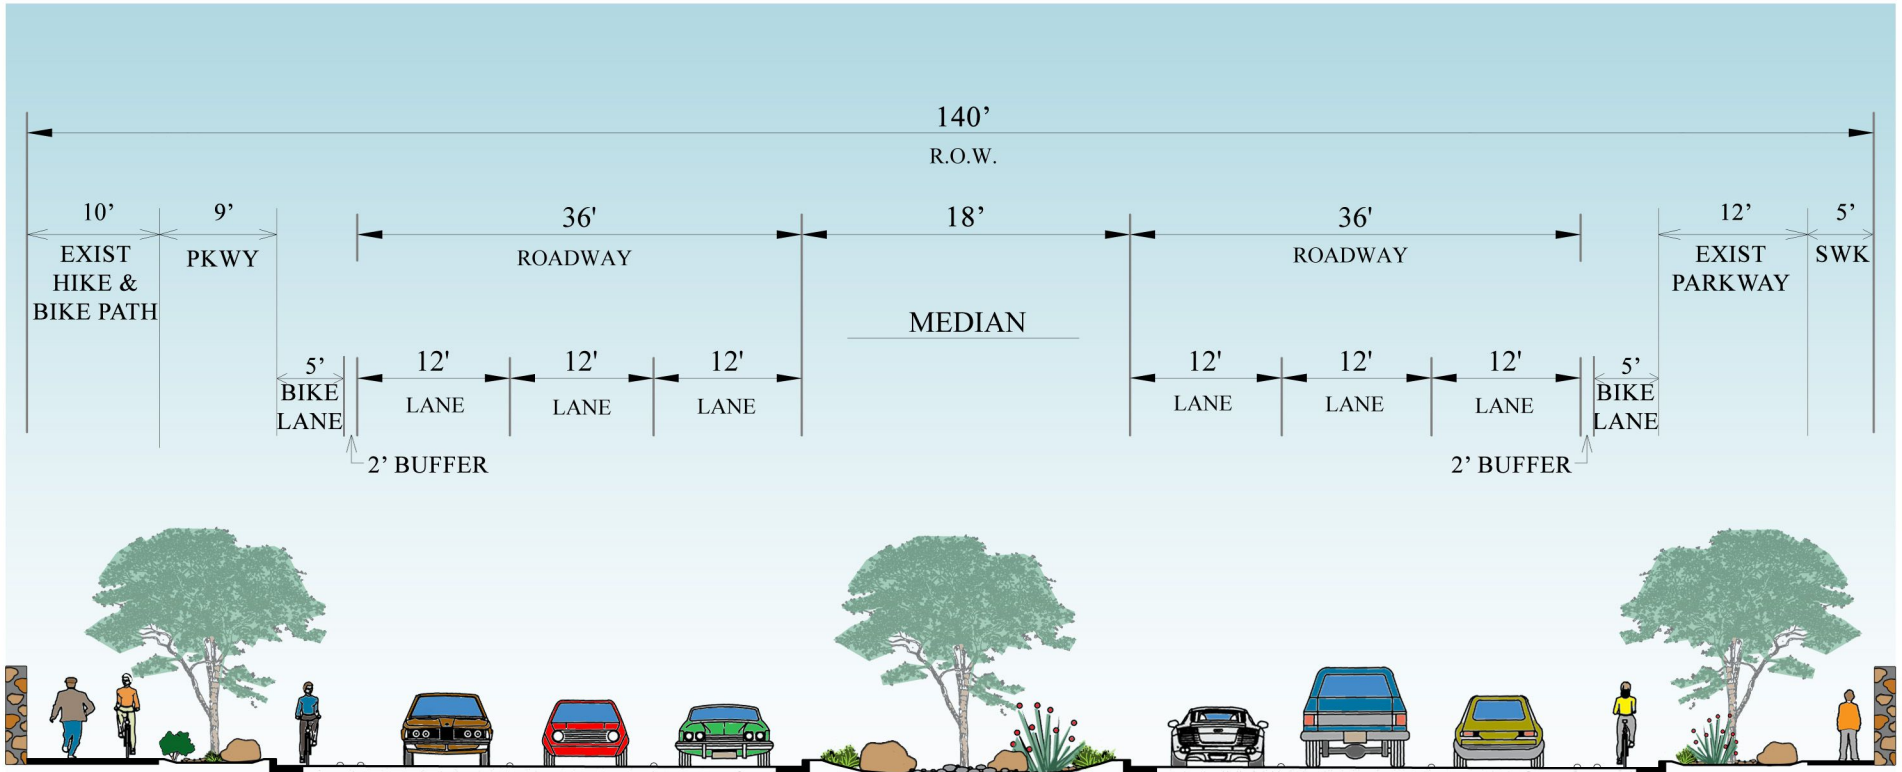 140’
R.O.W.
10’
9’
36'
18’
36'
12’
5’
EXIST
HIKE &
BIKE PATH
PKWY
ROADWAY
ROADWAY
EXIST
PARKWAY
SWK
MEDIAN
5’
BIKE
LANE
12'
LANE
12'
LANE
12'
LANE
12'
LANE
12'
LANE
12'
LANE
5’
BIKE
LANE
2’ BUFFER
2’ BUFFER